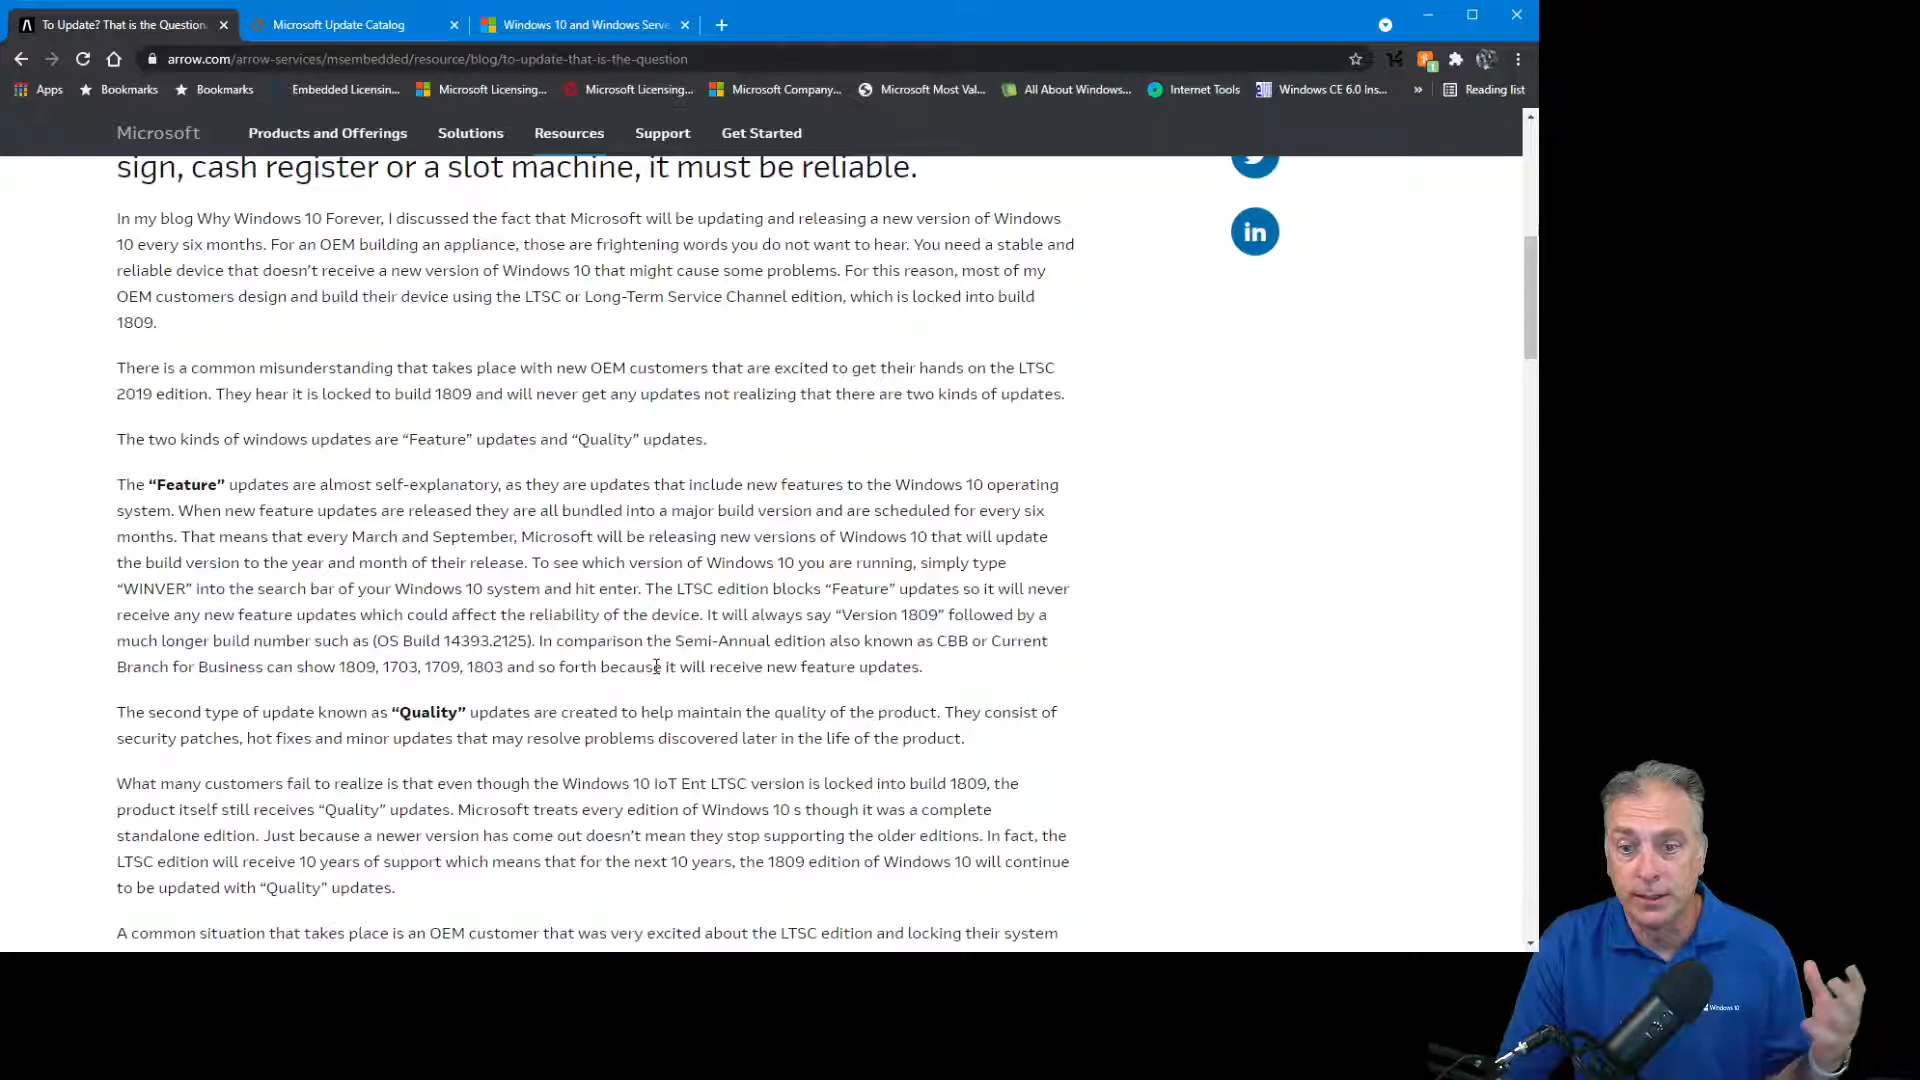 To Update? That is the Question
Microsoft Update Catalog
Windows 10 and Windows Serve
arrow.com/arrow-services/msembedded/resource/blog/to-update-that-is-the-question
Apps
Bookmarks
Bookmarks
Embedded Licensin...
Microsoft Licensing...
Microsoft Licensing...
Microsoft Company...
Microsoft Most Val...
All About Windows...
Internet Tools
Windows CE 6.0 Ins...
»
Reading list
Microsoft
Products and Offerings
Solutions
Resources
Support
Get Started
sign, cash register or a slot machine, it must be reliable.
in
In my blog Why Windows 10 Forever, I discussed the fact that Microsoft will be updating and releasing a new version of Windows
10 every six months. For an OEM building an appliance, those are frightening words you do not want to hear. You need a stable and
reliable device that doesn't receive a new version of Windows 10 that might cause some problems. For this reason, most of my
OEM customers design and build their device using the LTSC or Long-Term Service Channel edition, which is locked into build
1809.
There is a common misunderstanding that takes place with new OEM customers that are excited to get their hands on the LTSC
2019 edition. They hear it is locked to build 1809 and will never get any updates not realizing that there are two kinds of updates.
The two kinds of windows updates are “Feature” updates and “Quality” updates.
The “Feature” updates are almost self-explanatory, as they are updates that include new features to the Windows 10 operating
system. When new feature updates are released they are all bundled into a major build version and are scheduled for every six
months. That means that every March and September, Microsoft will be releasing new versions of Windows 10 that will update
the build version to the year and month of their release. To see which version of Windows 10 you are running, simply type
“WINVER” into the search bar of your Windows 10 system and hit enter. The LTSC edition blocks “Feature” updates so it will never
receive any new feature updates which could affect the reliability of the device. It will always say “Version 1809” followed by a
much longer build number such as (OS Build 14393.2125). In comparison the Semi-Annual edition also known as CBB or Current
Branch for Business can show 1809, 1703, 1709, 1803 and so forth because it will receive new feature updates.
The second type of update known as “Quality” updates are created to help maintain the quality of the product. They consist of
security patches, hot fixes and minor updates that may resolve problems discovered later in the life of the product.
What many customers fail to realize is that even though the Windows 10 IoT Ent LTSC version is locked into build 1809, the
product itself still receives “Quality” updates. Microsoft treats every edition of Windows 10 s though it was a complete
standalone edition. Just because a newer version has come out doesn't mean they stop supporting the older editions. In fact, the
LTSC edition will receive 10 years of support which means that for the next 10 years, the 1809 edition of Windows 10 will continue
to be updated with “Quality” updates.
A common situation that takes place is an OEM customer that was very excited about the LTSC edition and locking their system
Windows 10